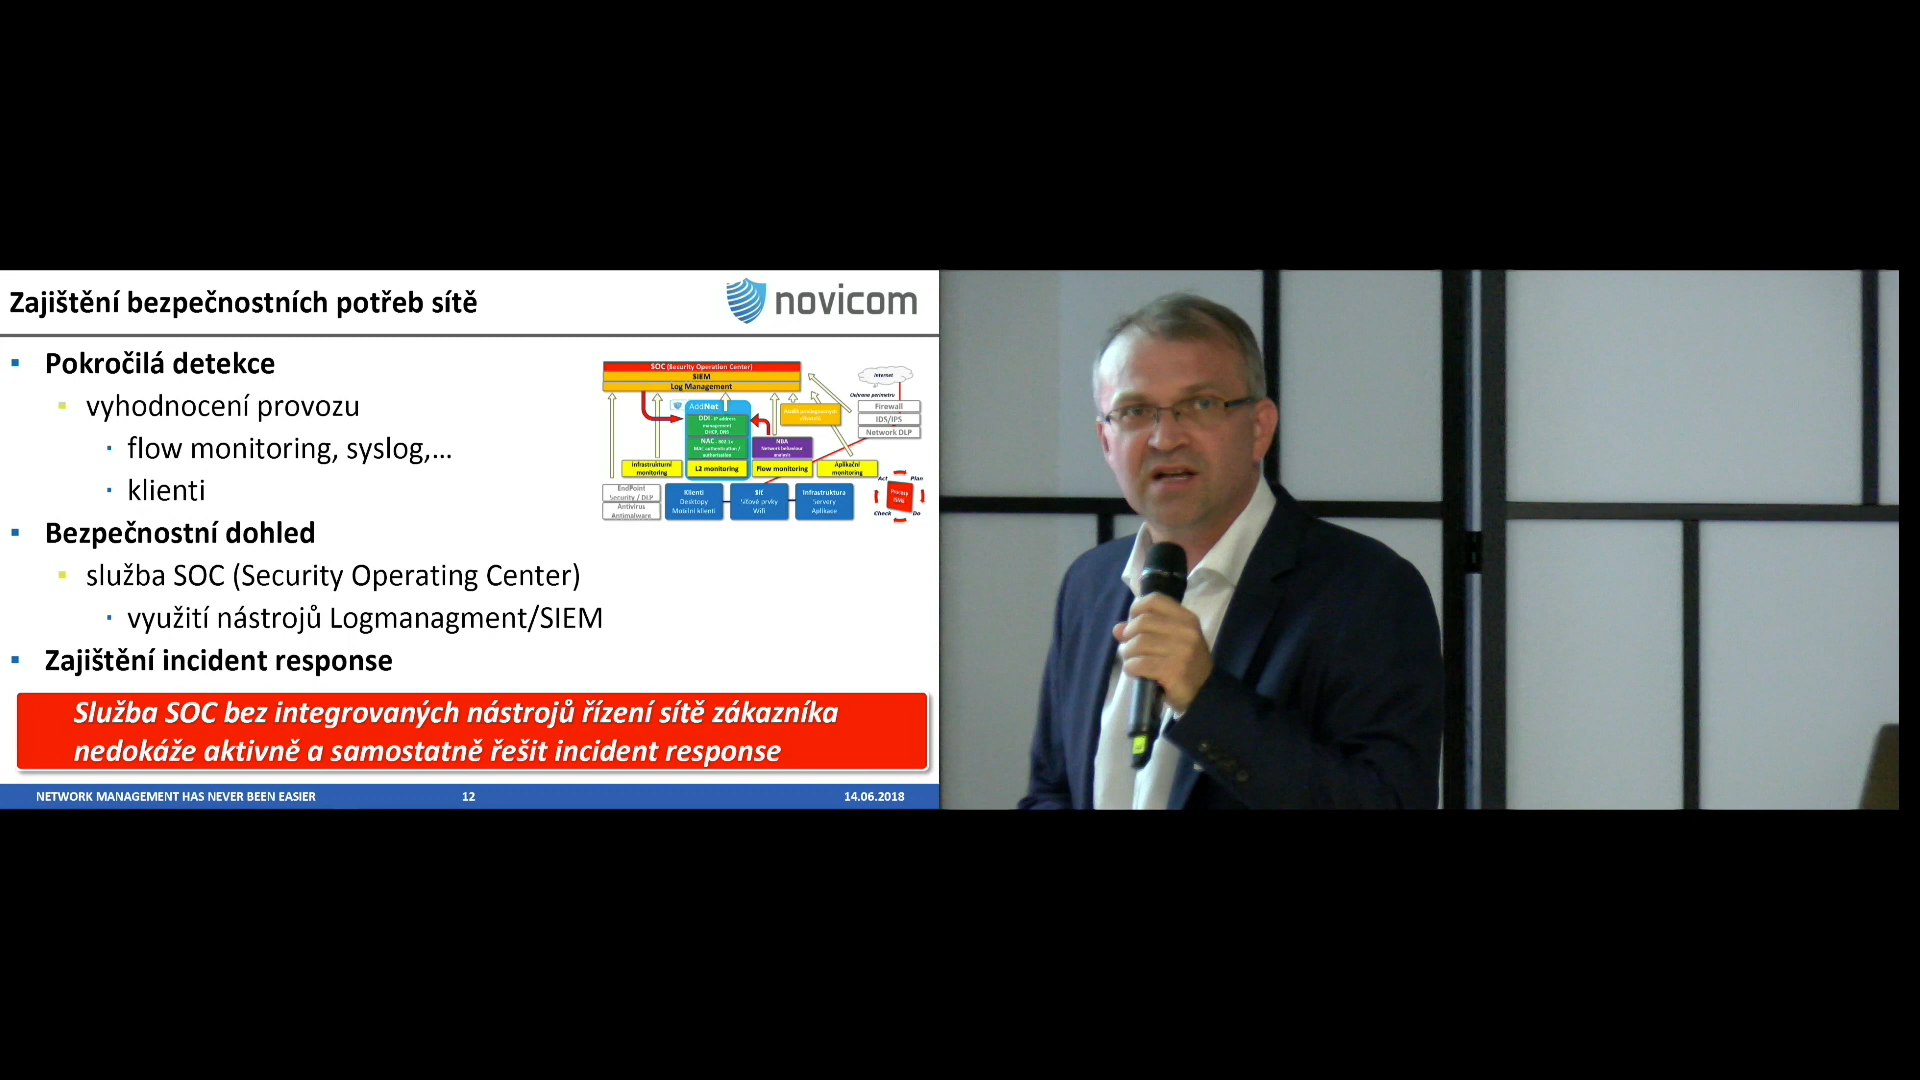 Zajištění bezpečnostních potřeb sítě
novicom
Pokročilá detekce
vyhodnocení provozu
flow monitoring, syslog,...
klienti
Bezpečnostní dohled
služba SOC (Security Operating Center)
využití nástrojů Logmanagment/SIEM
Zajištění incident response
SOC (Security Operation Center)
SIEM
Log Management
Internet
Ochrana perimetru
Firewall
IDS/IPS
Network DLP
AddNet
DDI - IP address
management
DHCP, DNS
NAC - 802.1x
MAC authentication /
authorization
NBA
Network behaviour
analysis
Infrastrukturní
monitoring
L2 monitoring
Flow monitoring
Aplikační
monitoring
EndPoint
Security / DLP
Antivirus
Antimalware
Klienti
Desktopy
Mobilní klienti
Síť
Síťové prvky
Wifi
Infrastruktura
Servery
Aplikace
Act
Plan
Check
Do
Služba SOC bez integrovaných nástrojů řízení sítě zákazníka
nedokáže aktivně a samostatně řešit incident response
NETWORK MANAGEMENT HAS NEVER BEEN EASIER
12
14.06.2018